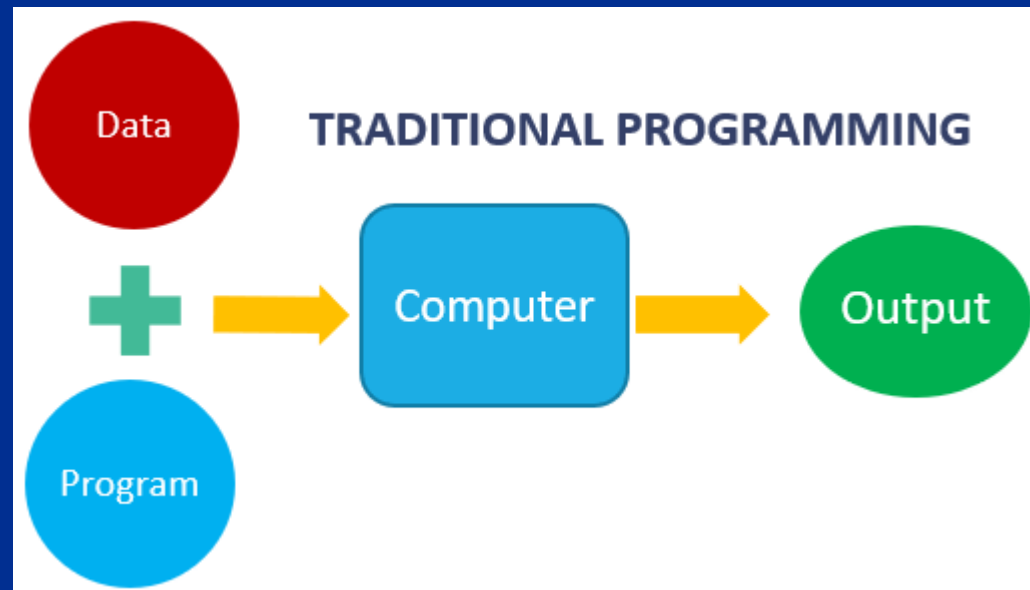 Data
TRADITIONAL PROGRAMMING
Computer
Output
Program